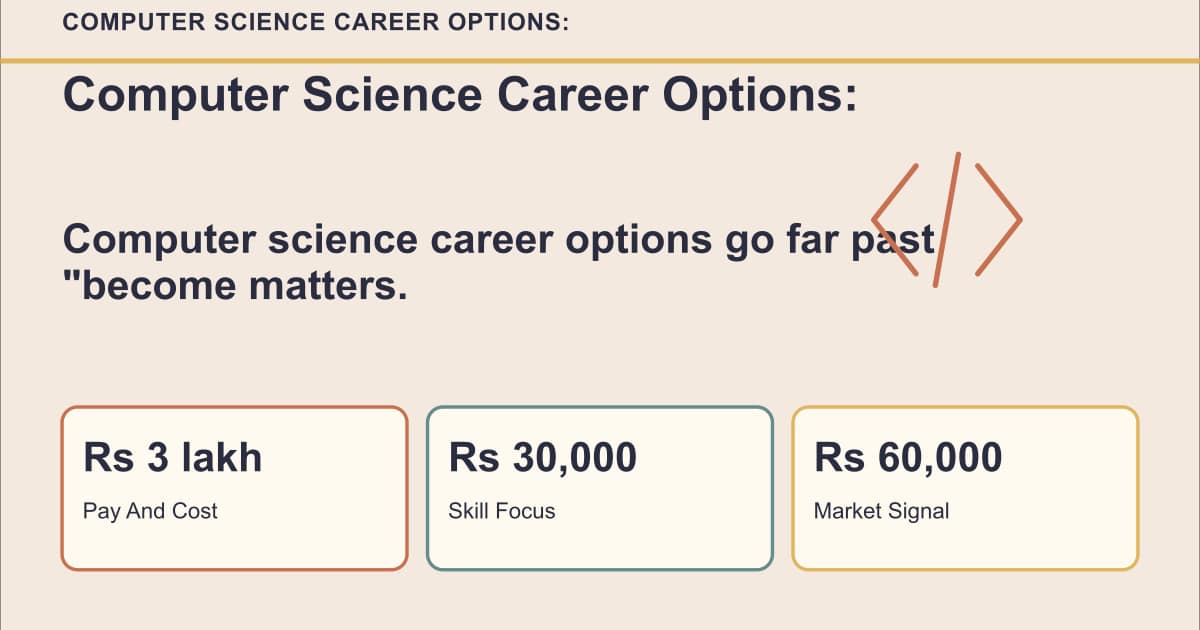 COMPUTER SCIENCE CAREER OPTIONS:
Computer Science Career Options:
Computer science career options go far past
"become matters.
Rs 3 lakh
Pay And Cost
Rs 30,000
Skill Focus
Rs 60,000
Market Signal